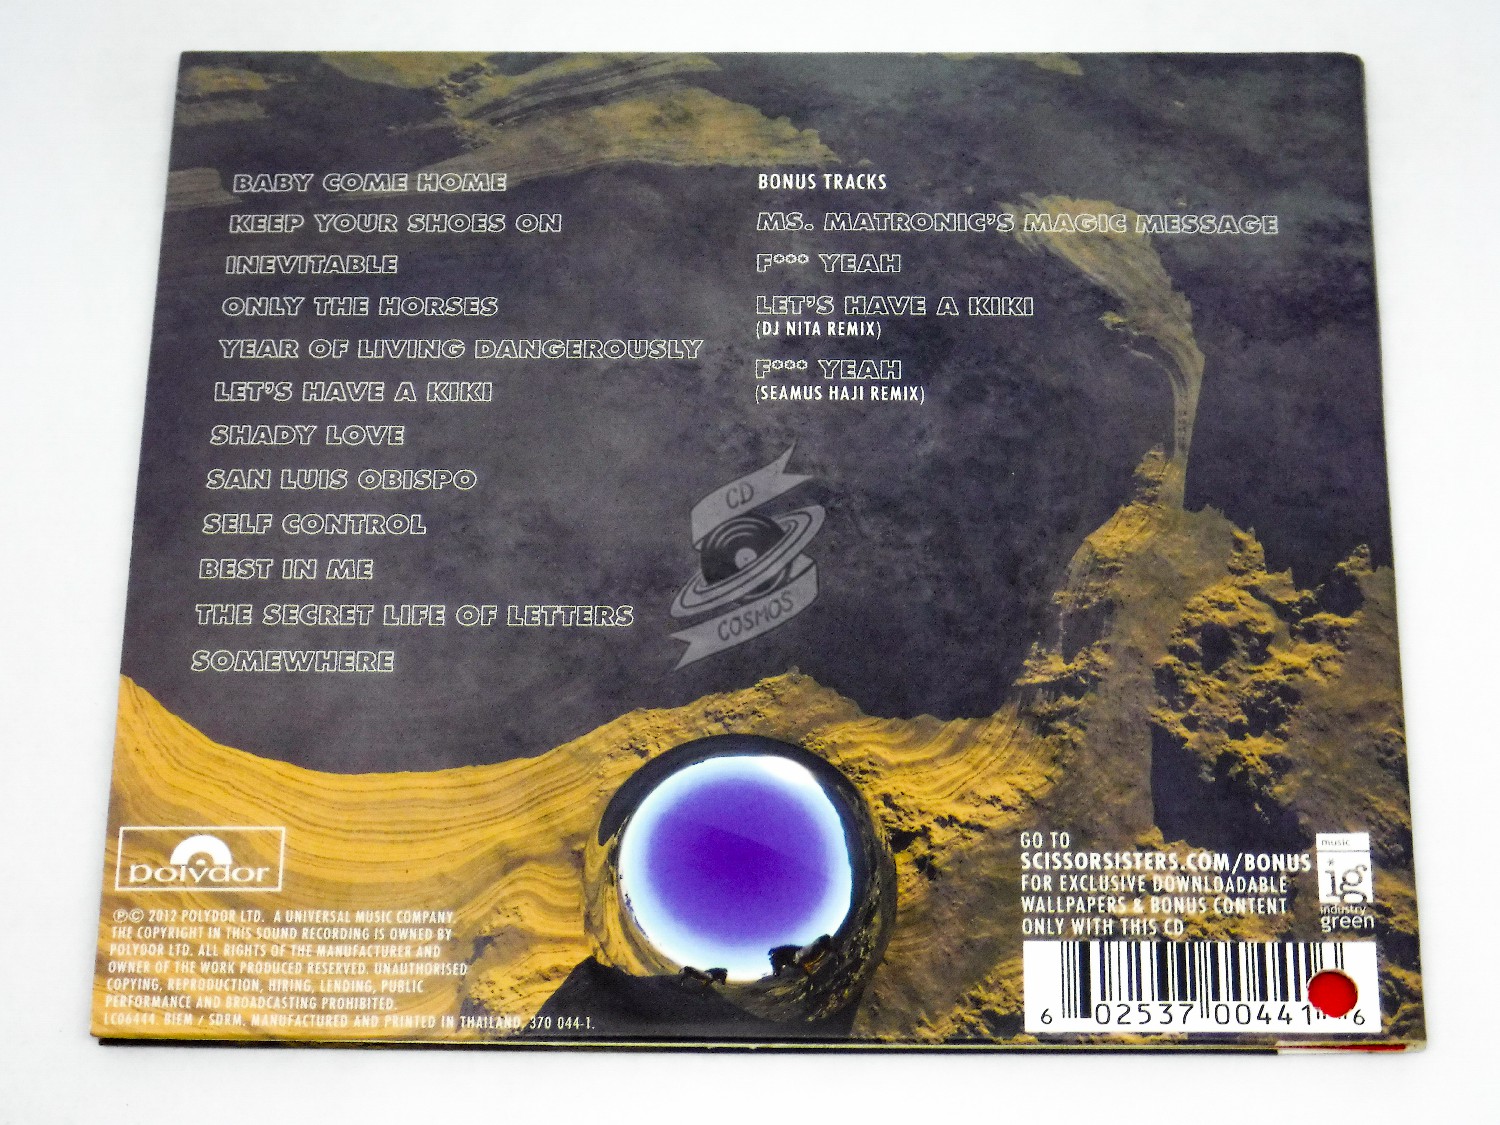 BABY COME HOME
KEEP YOUR SHOES ON
INEVITABLE
ONLY THE HORSES
YEAR OF LIVING DANGEROUSLY
LET'S HAVE A KIKI
SHADY LOVE
SAN LUIS OBISPO
SELF CONTROL
BEST IN ME
THE SECRET LIFE OF LETTERS
SOMEWHERE
BONUS TRACKS
MS. MATRONIC'S MAGIC MESSAGE
F*** YEAH
LET'S HAVE A KIKI
(DJ NITA REMIX)
F*** YEAH
(SEAMUS HAJI REMIX)
CD
COSMOS
polydor
℗© 2012 POLYDOR LTD. A UNIVERSAL MUSIC COMPANY.
THE COPYRIGHT IN THIS SOUND RECORDING IS OWNED BY
POLYDOR LTD. ALL RIGHTS OF THE MANUFACTURER AND
OWNER OF THE WORK PRODUCED RESERVED. UNAUTHORISED
COPYING, REPRODUCTION, HIRING, LENDING, PUBLIC
PERFORMANCE AND BROADCASTING PROHIBITED.
LC06444. BIEM / SDRM. MANUFACTURED AND PRINTED IN THAILAND, 370 044-1.
GO TO
SCISSORSISTERS.COM/BONUS
FOR EXCLUSIVE DOWNLOADABLE
WALLPAPERS & BONUS CONTENT
ONLY WITH THIS CD
music
ig
industry
green
6 02537 00441 6